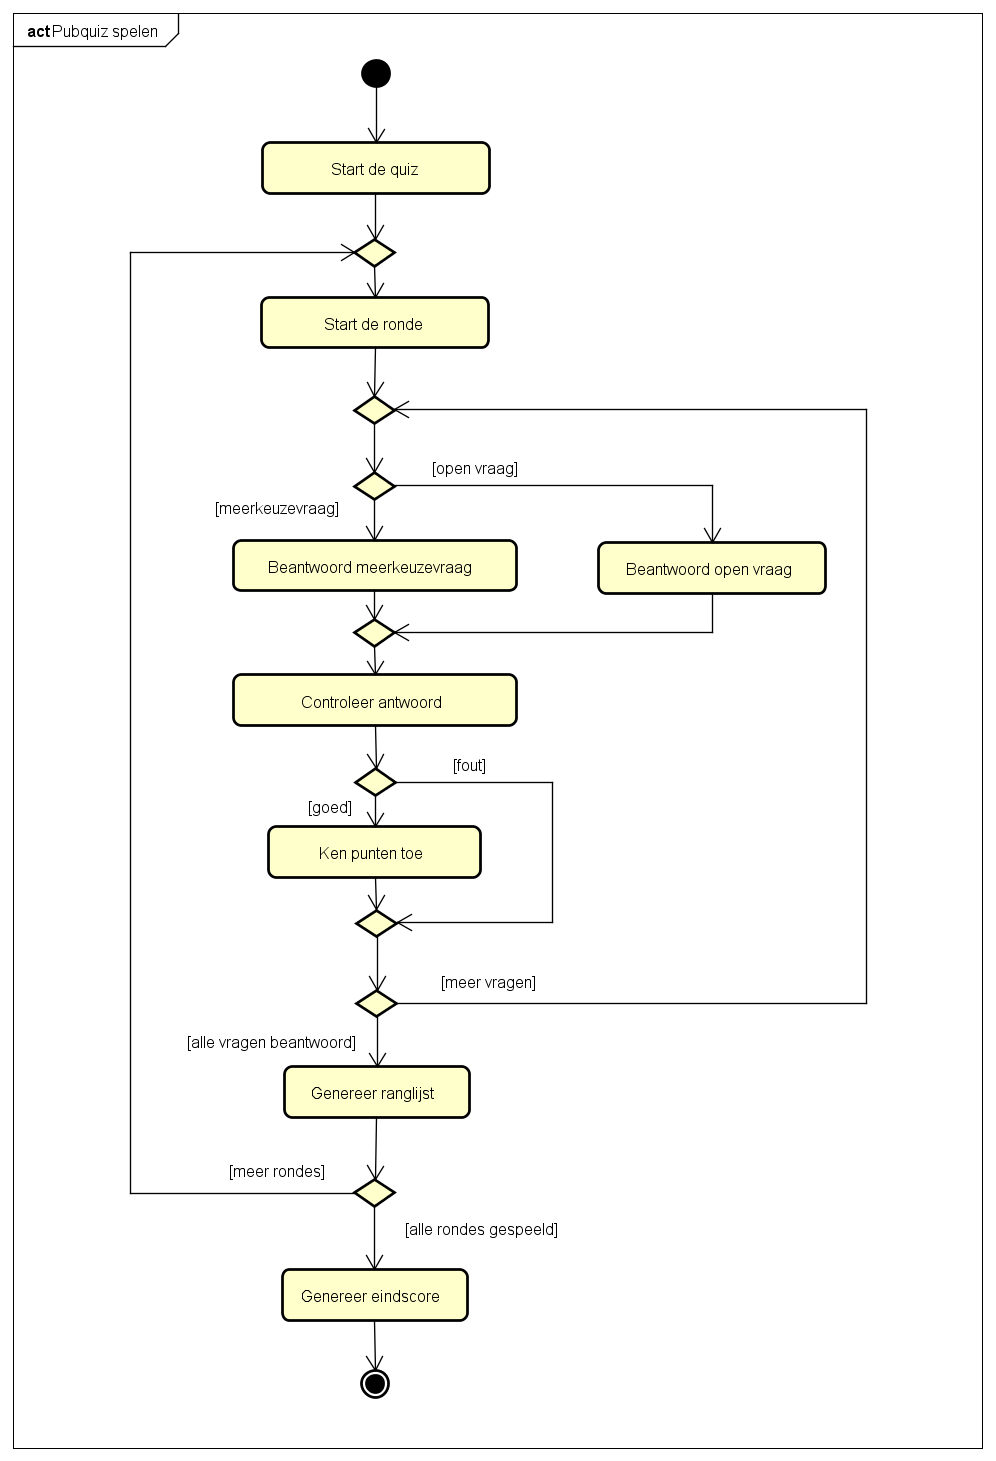 act Pubquiz spelen
Start de quiz
Start de ronde
[open vraag]
[meerkeuzevraag]
Beantwoord meerkeuzevraag
Beantwoord open vraag
Controleer antwoord
[fout]
[goed]
Ken punten toe
[meer vragen]
[alle vragen beantwoord]
Genereer ranglijst
[meer rondes]
[alle rondes gespeeld]
Genereer eindscore